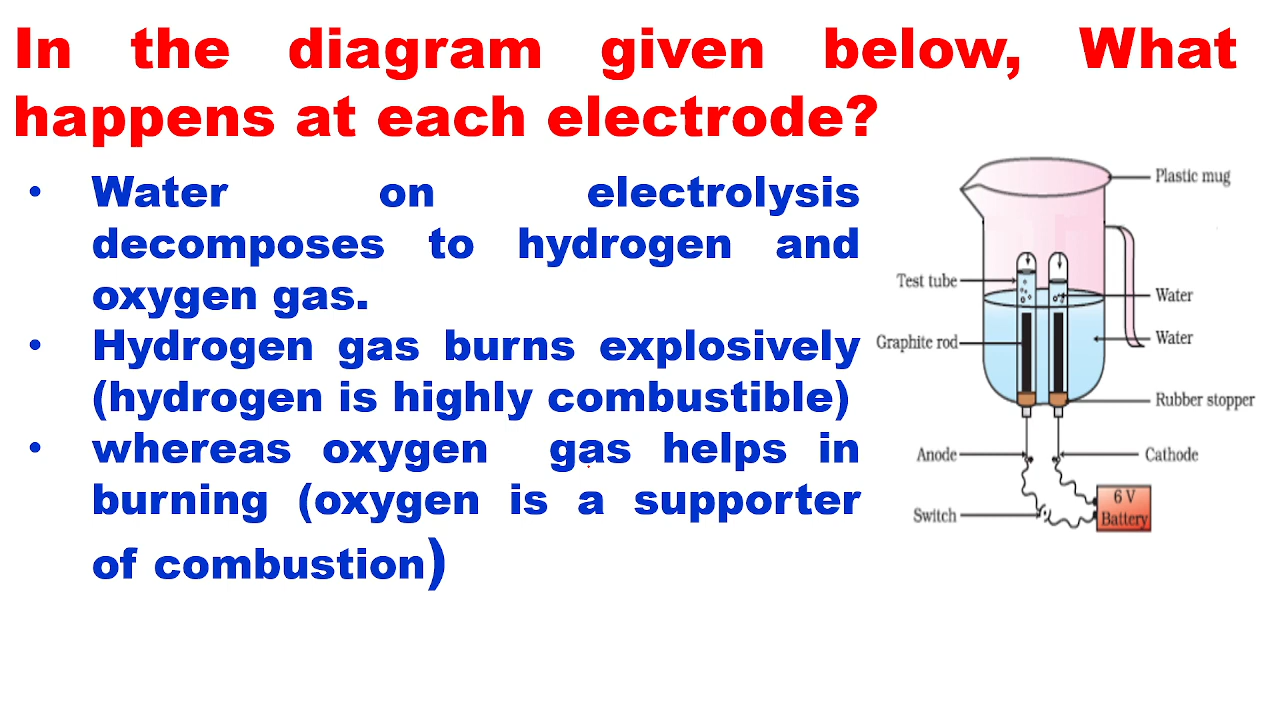 In the diagram given below, What
happens at each electrode?
• Water on electrolysis
decomposes to hydrogen and
oxygen gas.
• Hydrogen gas burns explosively
(hydrogen is highly combustible)
• whereas oxygen gas helps in
burning (oxygen is a supporter
of combustion)
Plastic mug
Test tube
Water
Graphite rod
Water
Rubber stopper
Anode
Cathode
6 V
Battery
Switch